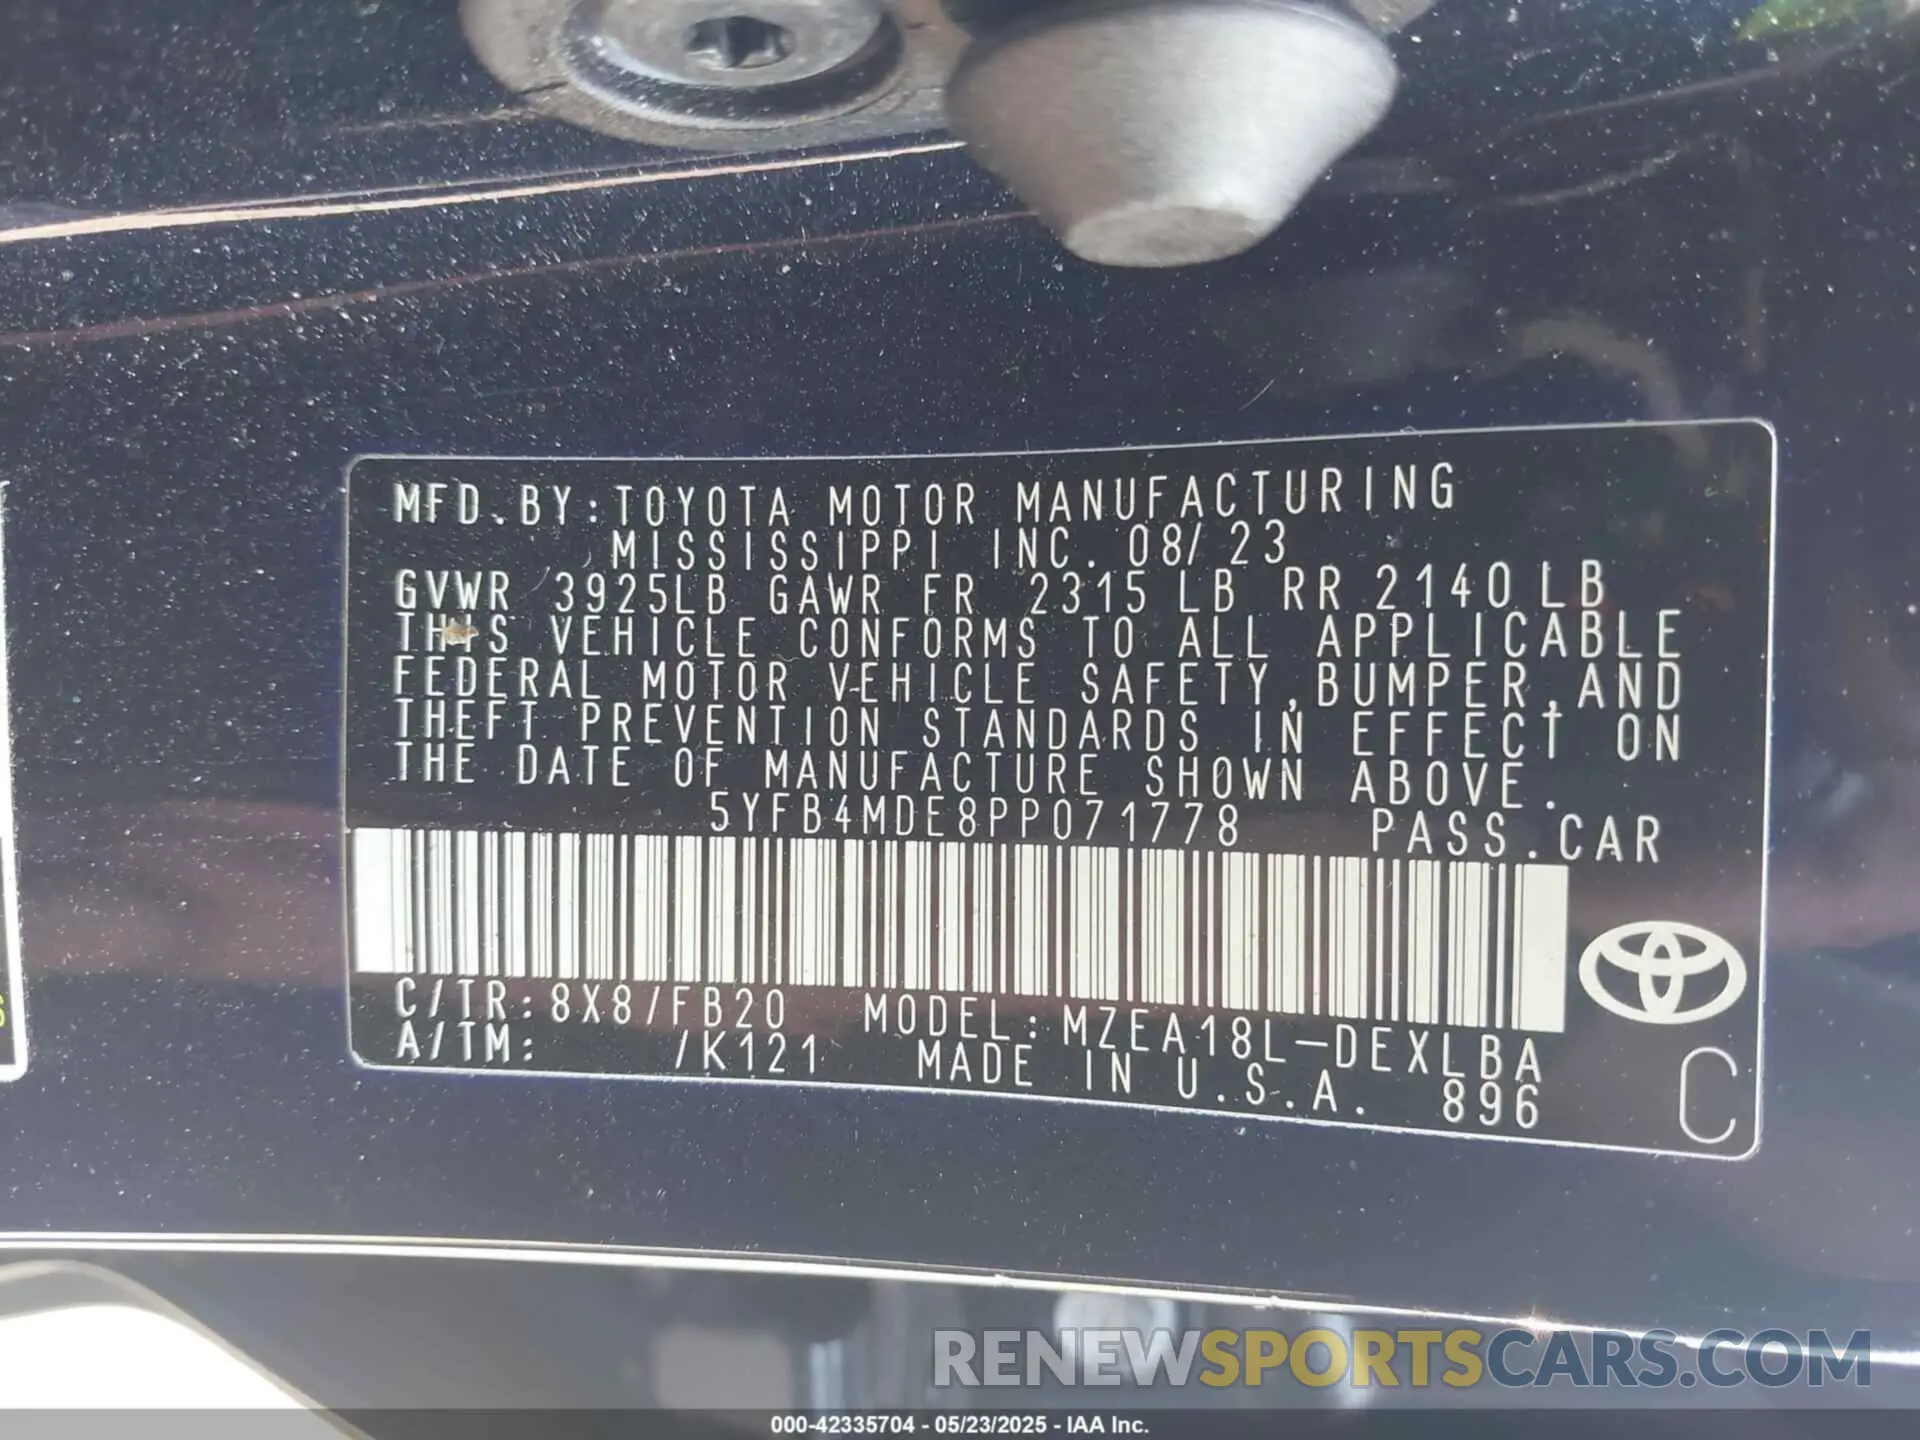 MFD.BY:TOYOTA MOTOR MANUFACTURING
MISSISSIPPI INC. 08/23
GVWR 3925LB GAWR FR 2315LB RR 2140LB
THIS VEHICLE CONFORMS TO ALL APPLICABLE
FEDERAL MOTOR VEHICLE SAFETY,BUMPER,AND
THEFT PREVENTION STANDARDS IN EFFECT ON
THE DATE OF MANUFACTURE SHOWN ABOVE.
5YFB4MDE8PP071778 PASS.CAR
C/TR:8X8/FB20 MODEL:MZEA18L-DEXLBA
A/TM: /K121 MADE IN U.S.A. 896
C
RENEWSPORTSCARS.COM
000-42335704 - 05/23/2025 - IAA Inc.